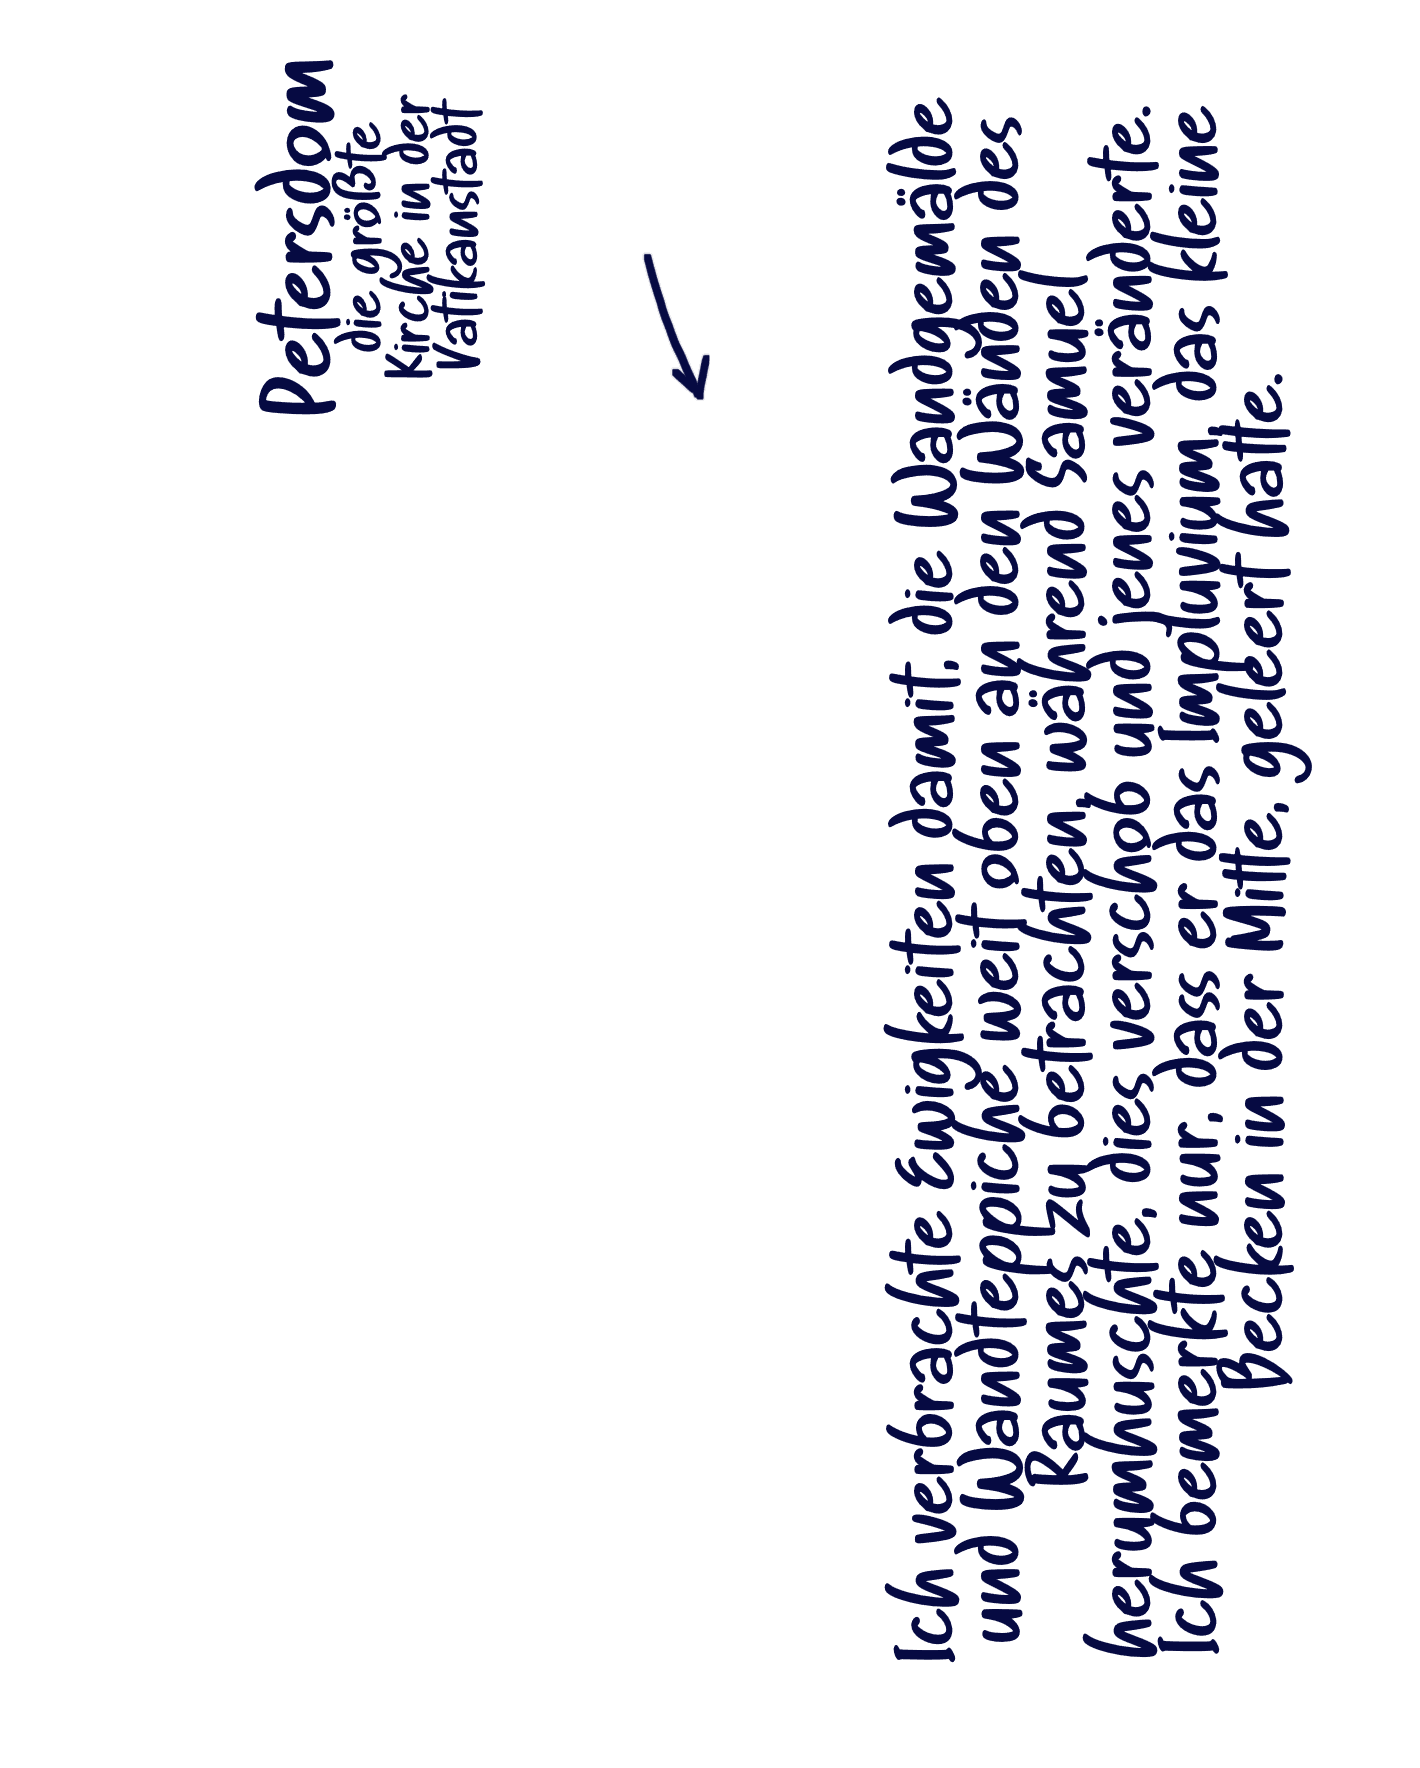 Petersdom
die größte
Kirche in der
Vatikanstadt
Ich verbrachte Ewigkeiten damit, die Wandgemälde
und Wandteppiche weit oben an den Wänden des
Raumes zu betrachten, während Samuel
herumhuschte, dies verschob und jenes veränderte.
Ich bemerkte nur, dass er das Impluvium, das kleine
Becken in der Mitte, geleert hatte.